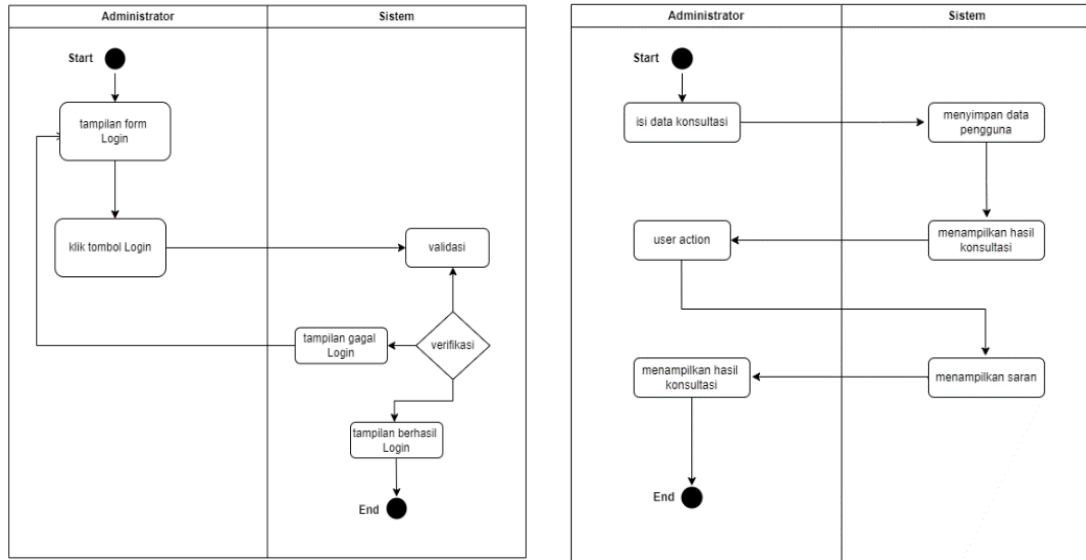 Administrator
Sistem
Start
tampilan form
Login
klik tombol Login
validasi
verifikasi
tampilan gagal
Login
tampilan berhasil
Login
End
Administrator
Sistem
Start
isi data konsultasi
menyimpan data
pengguna
user action
menampilkan hasil
konsultasi
menampilkan hasil
konsultasi
menampilkan saran
End